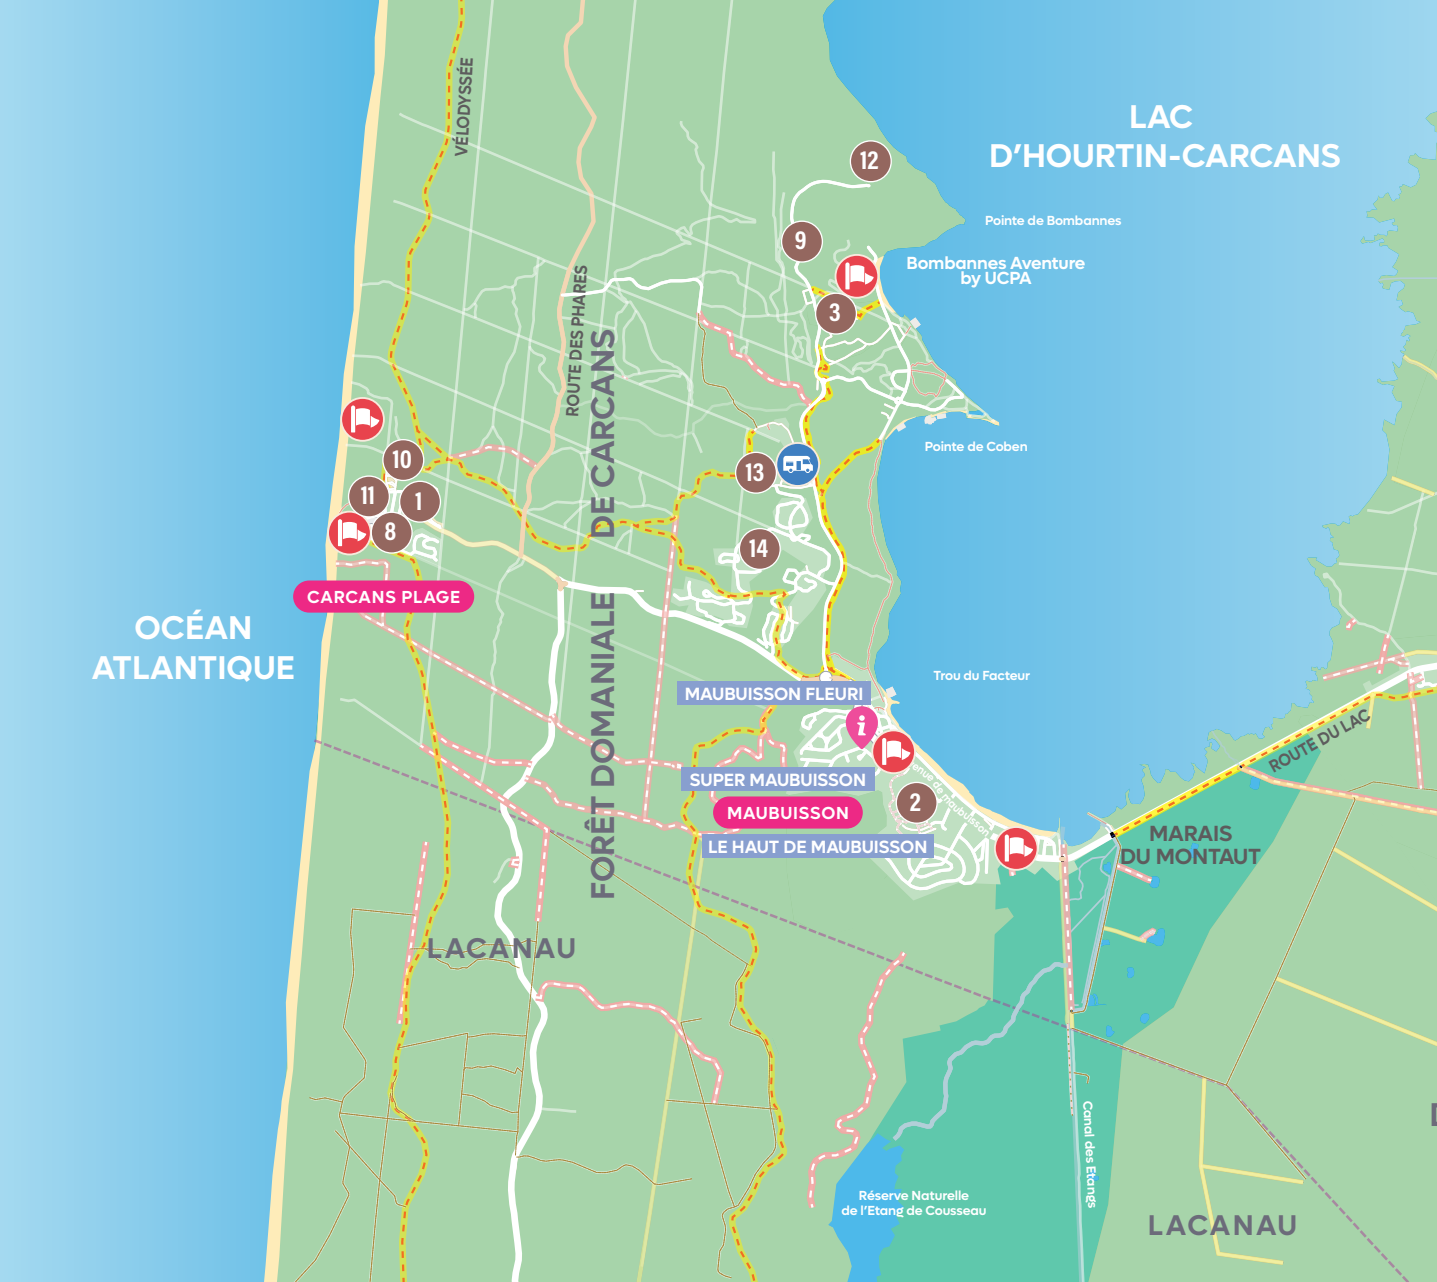 VÉLODYSSÉE
LAC
D'HOURTIN-CARCANS
12
Pointe de Bombannes
9
Bombannes Aventure
by UCPA
3
ROUTE DES PHARES
FORÊT DOMANIALE DE CARCANS
Pointe de Coben
10
13
11
1
8
14
CARCANS PLAGE
OCÉAN
ATLANTIQUE
Trou du Facteur
MAUBUISSON FLEURI
i
SUPER MAUBUISSON
MAUBUISSON
2
enue de maubuisson
LE HAUT DE MAUBUISSON
ROUTE DU LAC
MARAIS
DU MONTAUT
LACANAU
Canal des Etangs
Réserve Naturelle
de l'Etang de Cousseau
LACANAU